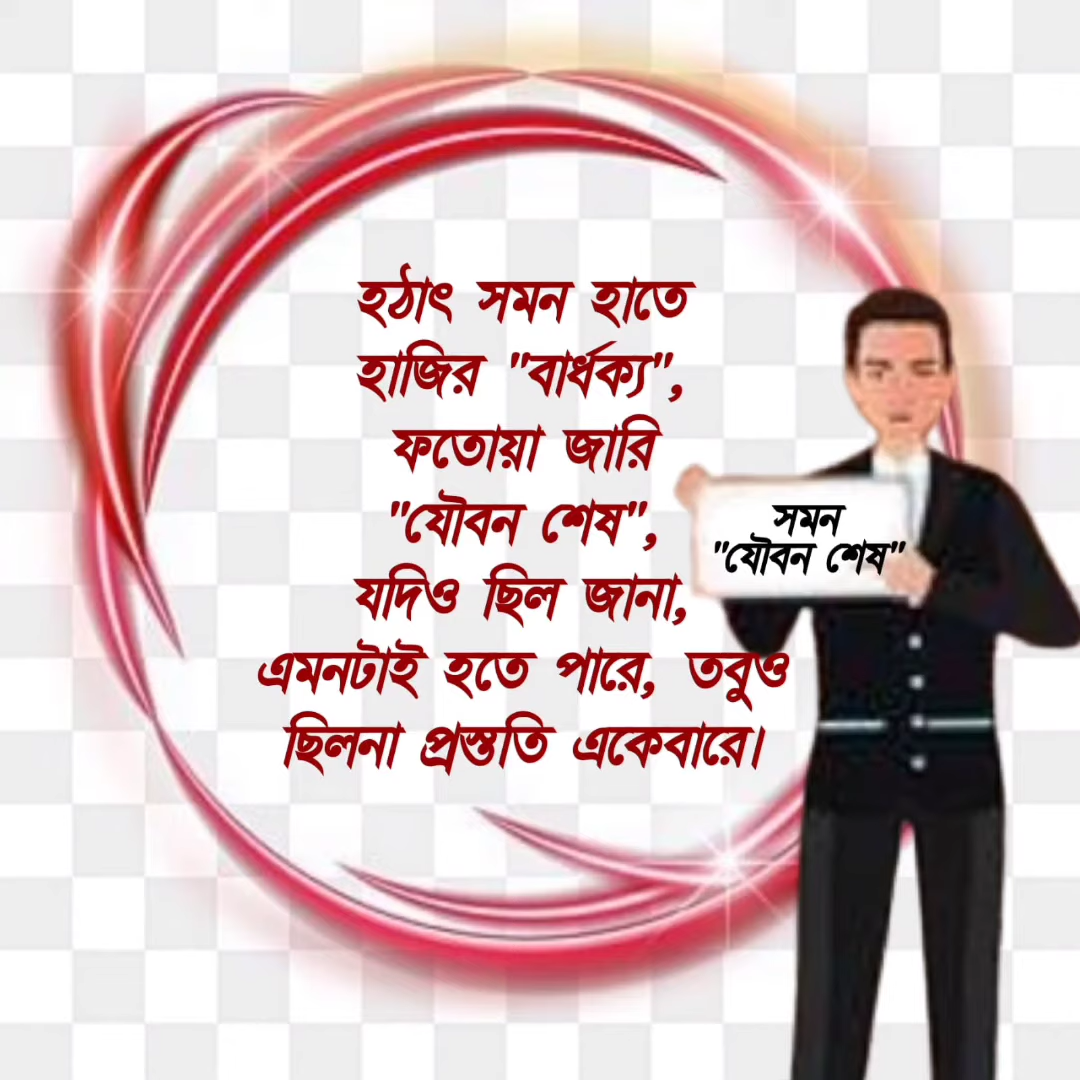 হঠাৎ সমন হাতে
হাজির "বার্ধক্য",
ফতোয়া জারি
"যৌবন শেষ",
যদিও ছিল জানা,
এমনটাই হতে পারে, তবুও
ছিলনা প্রস্তুতি একেবারে।
সমন
"যৌবন শেষ"